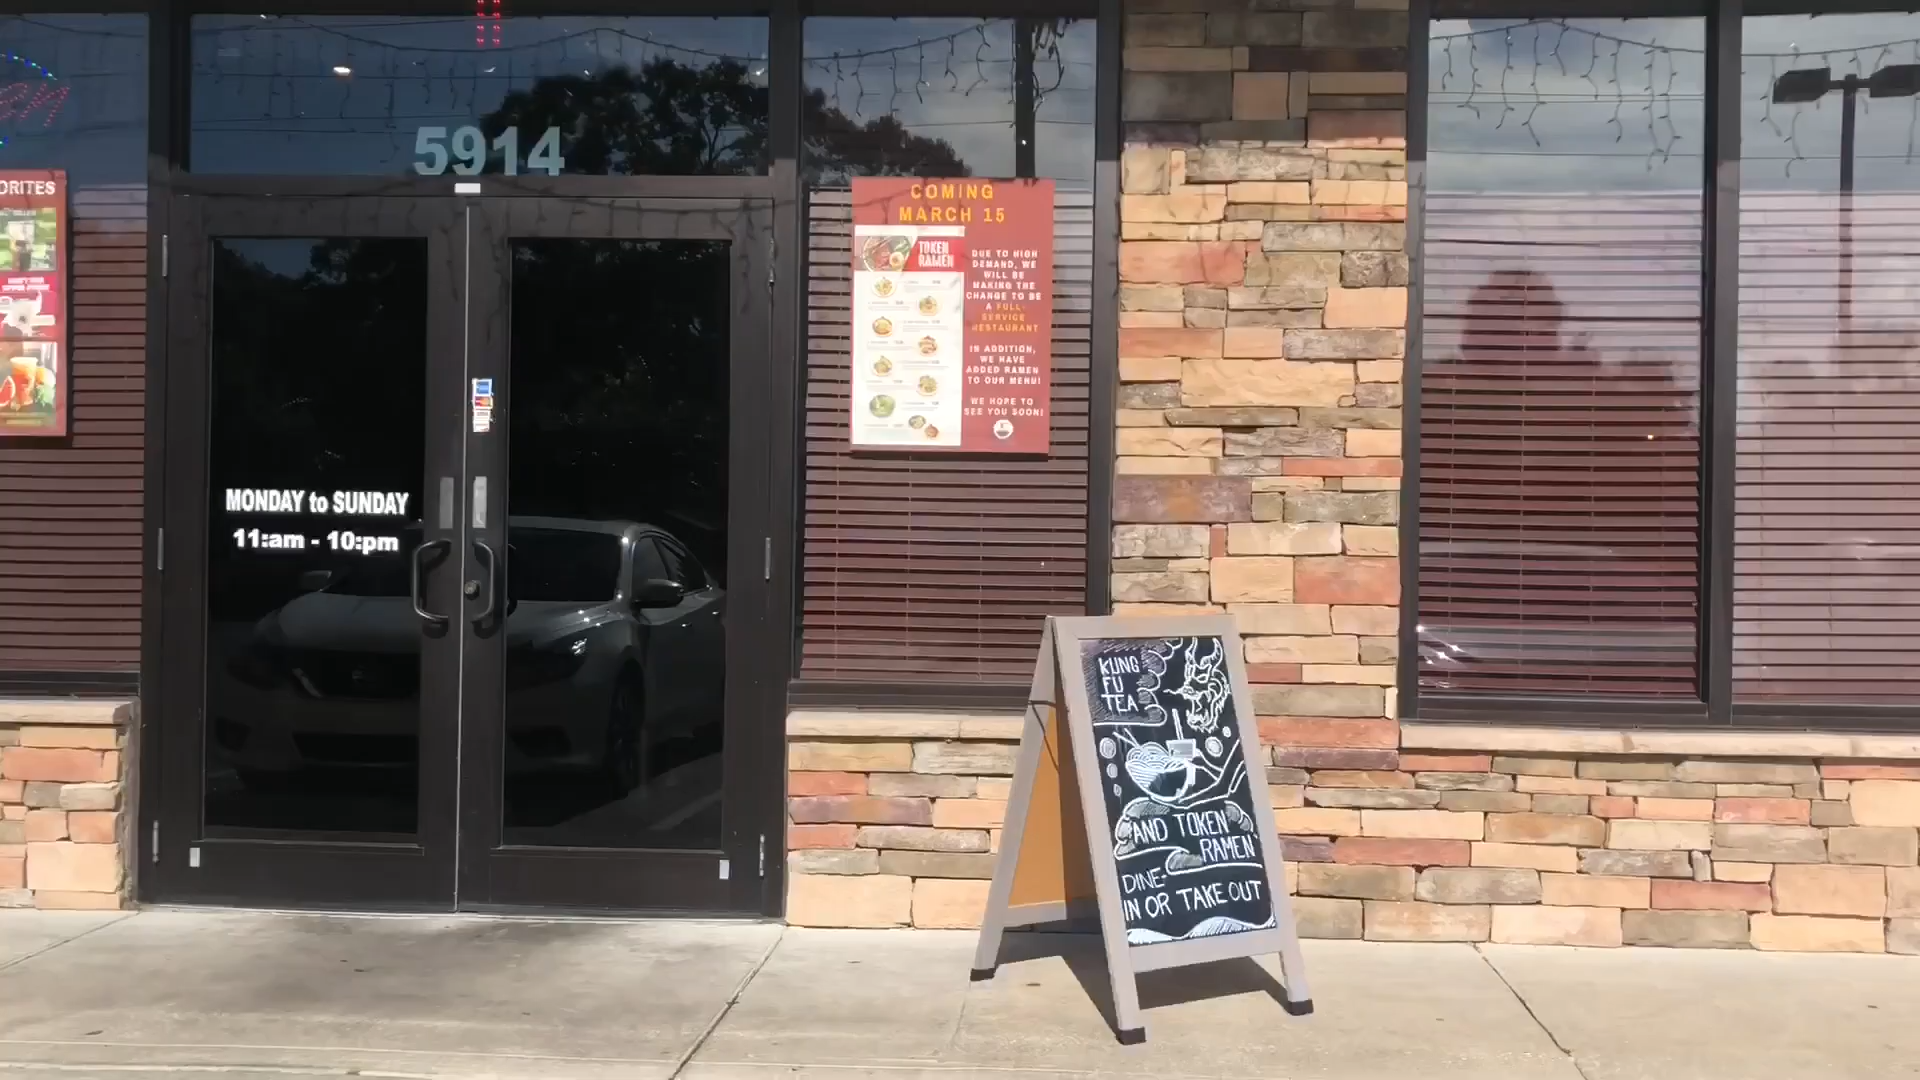 5914
ORITES
COMING
MARCH 15
TOKEN
RAMEN
DUE TO HIGH
DEMAND, WE
WILL BE
MAKING THE
CHANGE TO BE
A FULL-
SERVICE
RESTAURANT
IN ADDITION,
WE HAVE
ADDED RAMEN
TO OUR MENU!
WE HOPE TO
SEE YOU SOON!
MONDAY to SUNDAY
11:am - 10:pm
KUNG
FU
TEA
AND TOKEN
RAMEN
DINE-
IN OR TAKE OUT